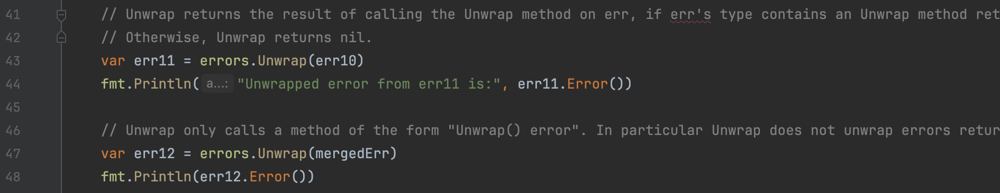 41 // Unwrap returns the result of calling the Unwrap method on err, if err's type contains an Unwrap method ret
42 // Otherwise, Unwrap returns nil.
43 var err11 = errors.Unwrap(err10)
44 fmt.Println( a...: "Unwrapped error from err11 is:", err11.Error())
45
46 // Unwrap only calls a method of the form "Unwrap() error". In particular Unwrap does not unwrap errors retur
47 var err12 = errors.Unwrap(mergedErr)
48 fmt.Println(err12.Error())